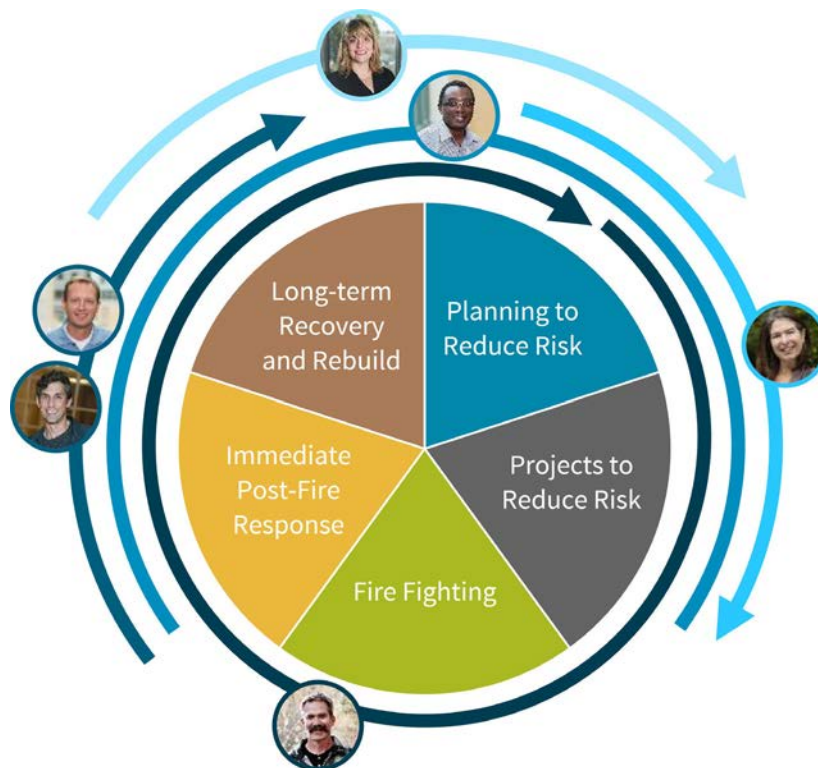 Long-term
Recovery
and Rebuild
Planning to
Reduce Risk
Immediate
Post-Fire
Response
Projects to
Reduce Risk
Fire Fighting